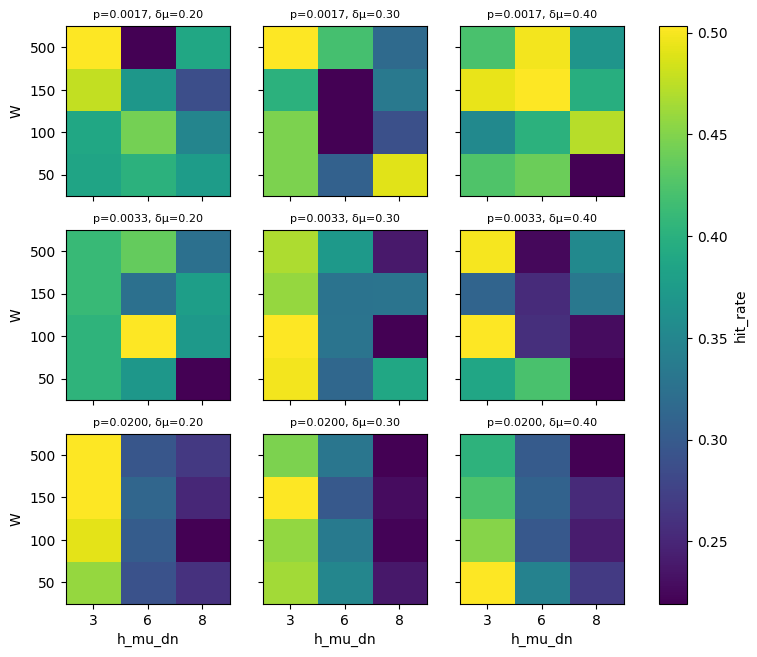 p=0.0017, δμ=0.20
p=0.0017, δμ=0.30
p=0.0017, δμ=0.40
500
150
100
50
W
p=0.0033, δμ=0.20
p=0.0033, δμ=0.30
p=0.0033, δμ=0.40
500
150
100
50
W
p=0.0200, δμ=0.20
p=0.0200, δμ=0.30
p=0.0200, δμ=0.40
500
150
100
50
W
3 6 8
3 6 8
3 6 8
h_mu_dn
h_mu_dn
h_mu_dn
0.50
0.45
0.40
0.35
0.30
0.25
hit_rate